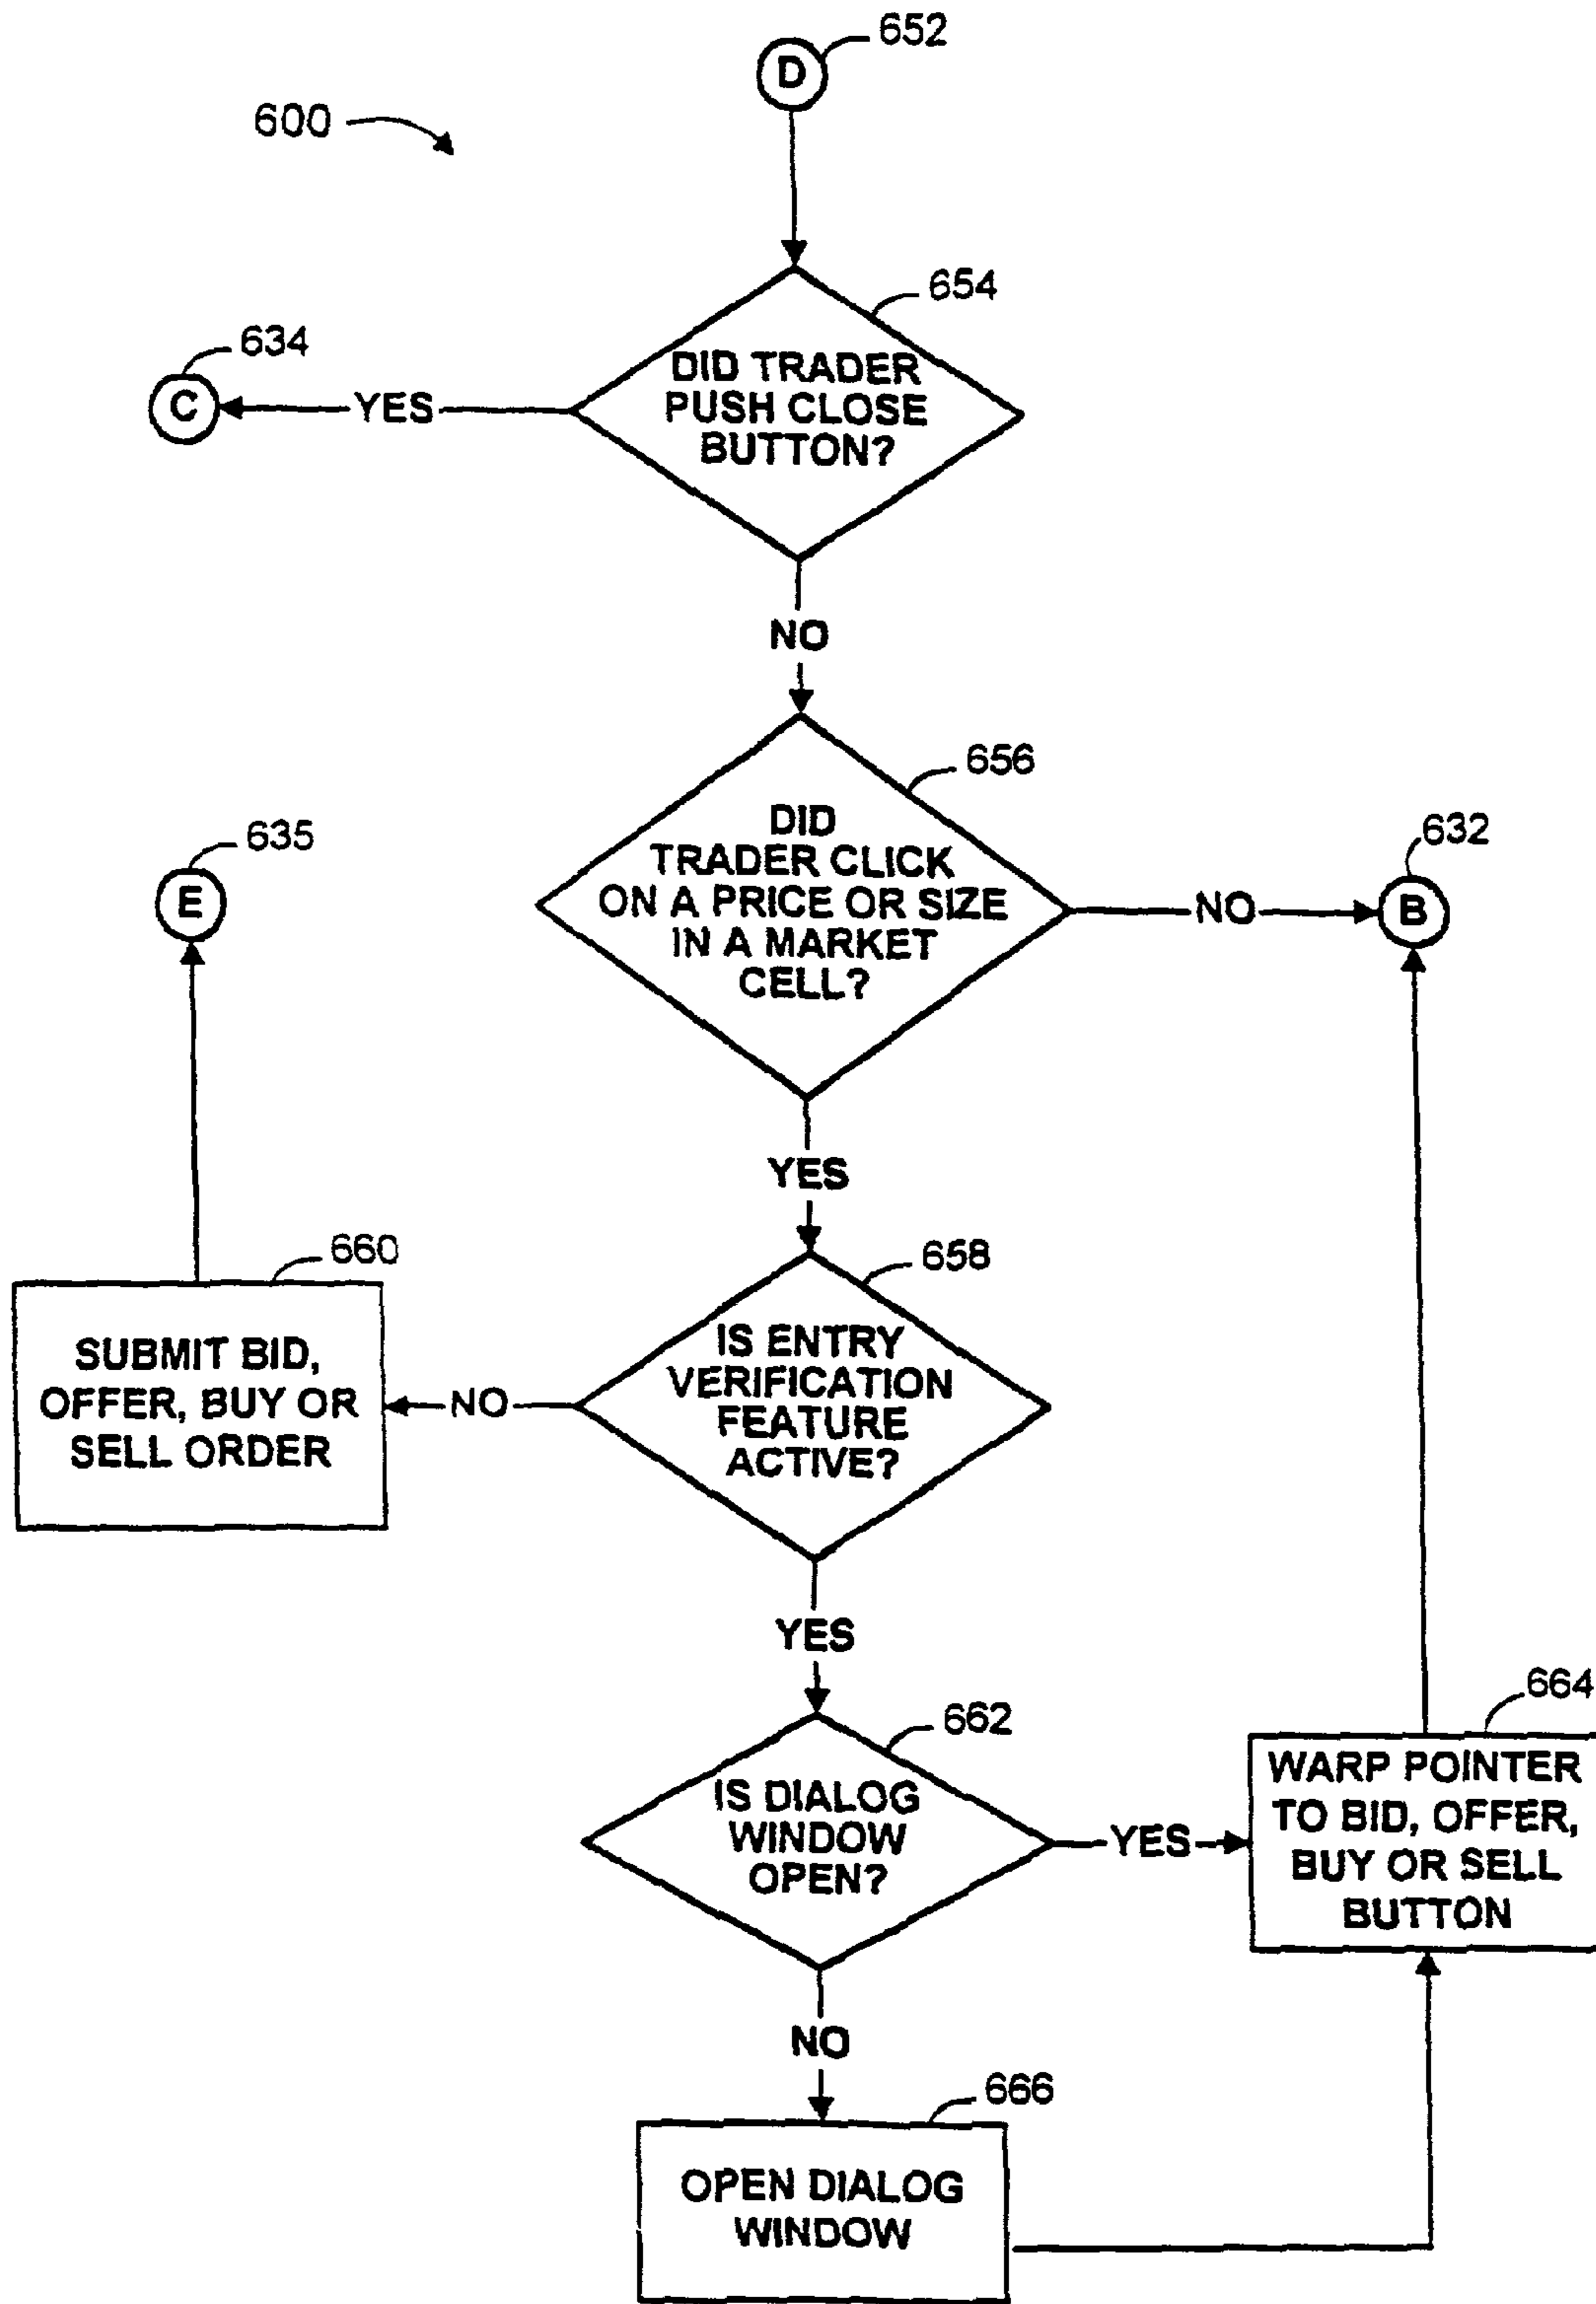 652
D
600
654
DID TRADER
PUSH CLOSE
BUTTON?
634
C
YES
NO
656
DID
TRADER CLICK
ON A PRICE OR SIZE
IN A MARKET
CELL?
635
E
NO
632
B
YES
658
IS ENTRY
VERIFICATION
FEATURE
ACTIVE?
NO
660
SUBMIT BID,
OFFER, BUY OR
SELL ORDER
YES
662
IS DIALOG
WINDOW
OPEN?
YES
664
WARP POINTER
TO BID, OFFER,
BUY OR SELL
BUTTON
NO
666
OPEN DIALOG
WINDOW